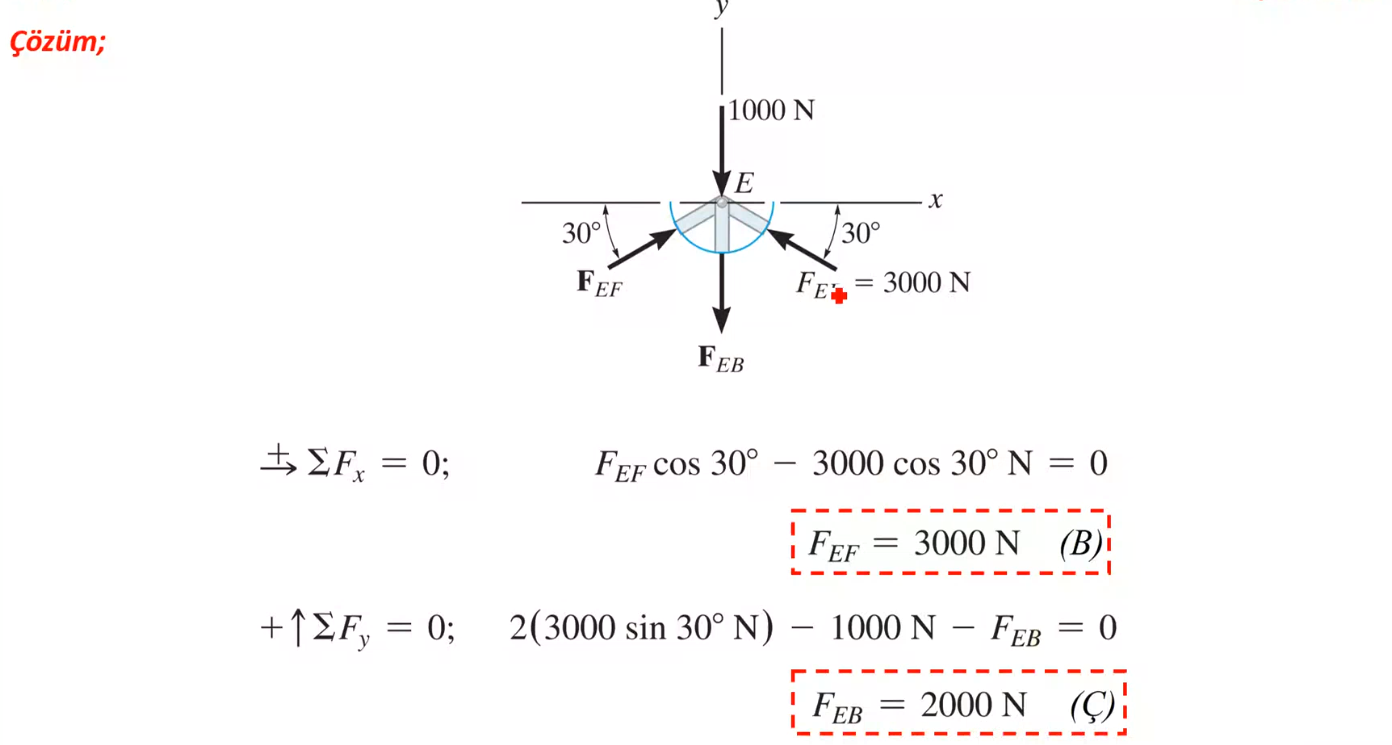 Çözüm;
y
1000 N
E
x
30°
30°
F_EF
= 3000 N
F_EB
+→ ΣF_x = 0; F_EF cos 30° − 3000 cos 30° N = 0
F_EF = 3000 N (B)
+↑ΣF_y = 0; 2(3000 sin 30° N) − 1000 N − F_EB = 0
F_EB = 2000 N (Ç)